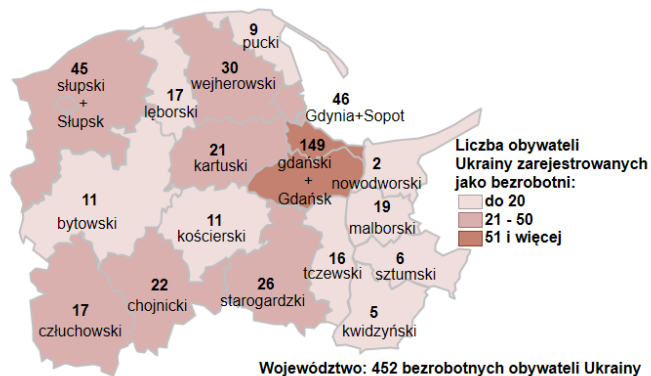 9
pucki
45
słupski
+
Słupsk
30
wejherowski
17
lęborski
46
Gdynia+Sopot
149
gdański
+
Gdańsk
21
kartuski
2
nowodworski
11
bytowski
11
kościerski
19
malborski
16
tczewski
6
sztumski
22
chojnicki
26
starogardzki
17
człuchowski
5
kwidzyński
Liczba obywateli
Ukrainy zarejestrowanych
jako bezrobotni:
do 20
21 - 50
51 i więcej
Województwo: 452 bezrobotnych obywateli Ukrainy